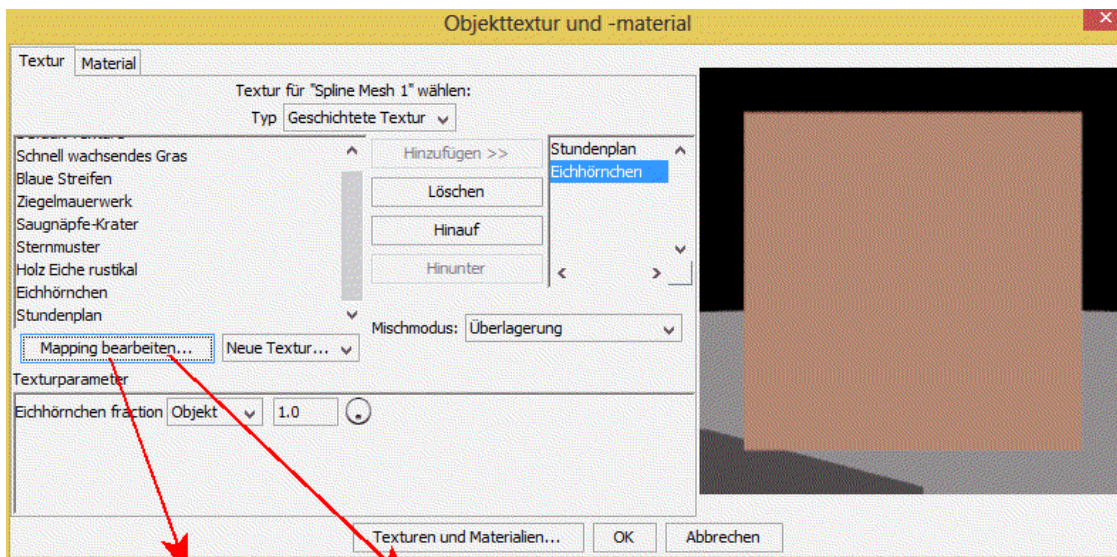 Objekttextur und -material
Textur Material
Textur für "Spline Mesh 1" wählen:
Typ Geschichtete Textur
Schnell wachsendes Gras
Blaue Streifen
Ziegelmauerwerk
Saugnäpfe-Krater
Sternmuster
Holz Eiche rustikal
Eichhörnchen
Stundenplan
Hinzufügen >>
Löschen
Hinauf
Hinunter
Stundenplan
Eichhörnchen
Mischmodus: Überlagerung
Mapping bearbeiten... Neue Textur...
Texturparameter
Eichhörnchen fraction Objekt 1.0
Texturen und Materialien... OK Abbrechen